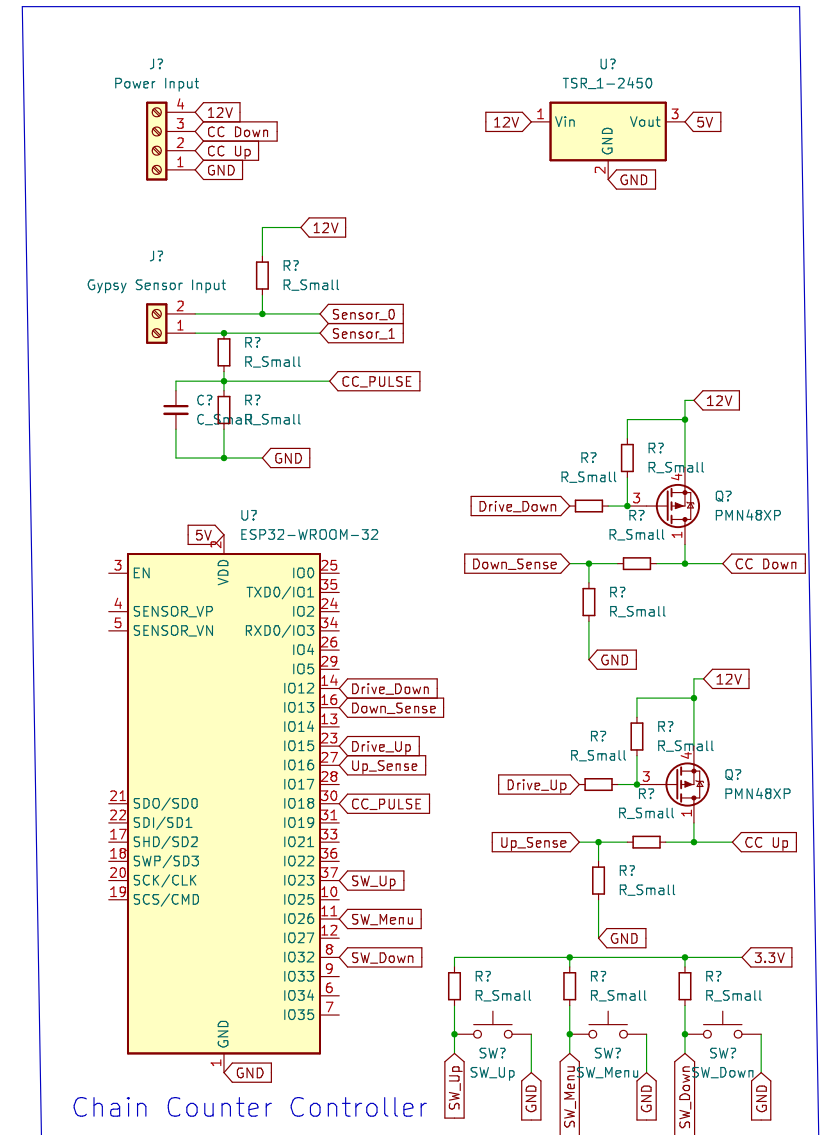 J?
Power Input
4 12V
3 CC Down
2 CC Up
1 GND
U?
TSR_1-2450
12V 1 Vin Vout 3 5V
GND
2
GND
J?
Gypsy Sensor Input
12V
R?
R_Small
2 Sensor_0
1 Sensor_1
R?
R_Small
CC_PULSE
C?
C_Small
R?
R_Small
GND
12V
R?
R_Small
R?
R_Small
4
Drive_Down
3
Q?
PMN48XP
R?
R_Small
1
Down_Sense
CC Down
R?
R_Small
GND
12V
R?
R_Small
R?
R_Small
4
Drive_Up
3
Q?
PMN48XP
R?
R_Small
1
Up_Sense
CC Up
R?
R_Small
GND
U?
ESP32-WROOM-32
5V
2
VDD
3 EN
4 SENSOR_VP
5 SENSOR_VN
21 SDO/SD0
22 SDI/SD1
17 SHD/SD2
18 SWP/SD3
20 SCK/CLK
19 SCS/CMD
IO0 25
TXD0/IO1 35
IO2 24
RXD0/IO3 34
IO4 26
IO5 29
IO12 14 Drive_Down
IO13 16 Down_Sense
IO14 13
IO15 23 Drive_Up
IO16 27 Up_Sense
IO17 28
IO18 30 CC_PULSE
IO19 31
IO21 33
IO22 36
IO23 37 SW_Up
IO25 10
IO26 11 SW_Menu
IO27 12
IO32 8 SW_Down
IO33 9
IO34 6
IO35 7
GND
1
GND
3.3V
R?
R_Small
R?
R_Small
R?
R_Small
SW?
SW_Up
SW?
SW_Menu
SW?
SW_Down
SW_Up
GND
SW_Menu
GND
SW_Down
GND
Chain Counter Controller